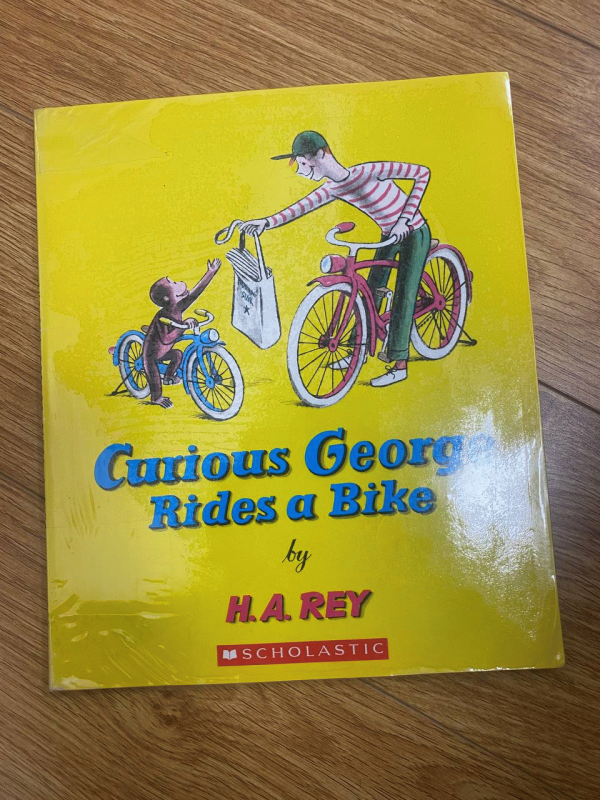 Curious George
Rides a Bike
by
H. A. REY
SCHOLASTIC